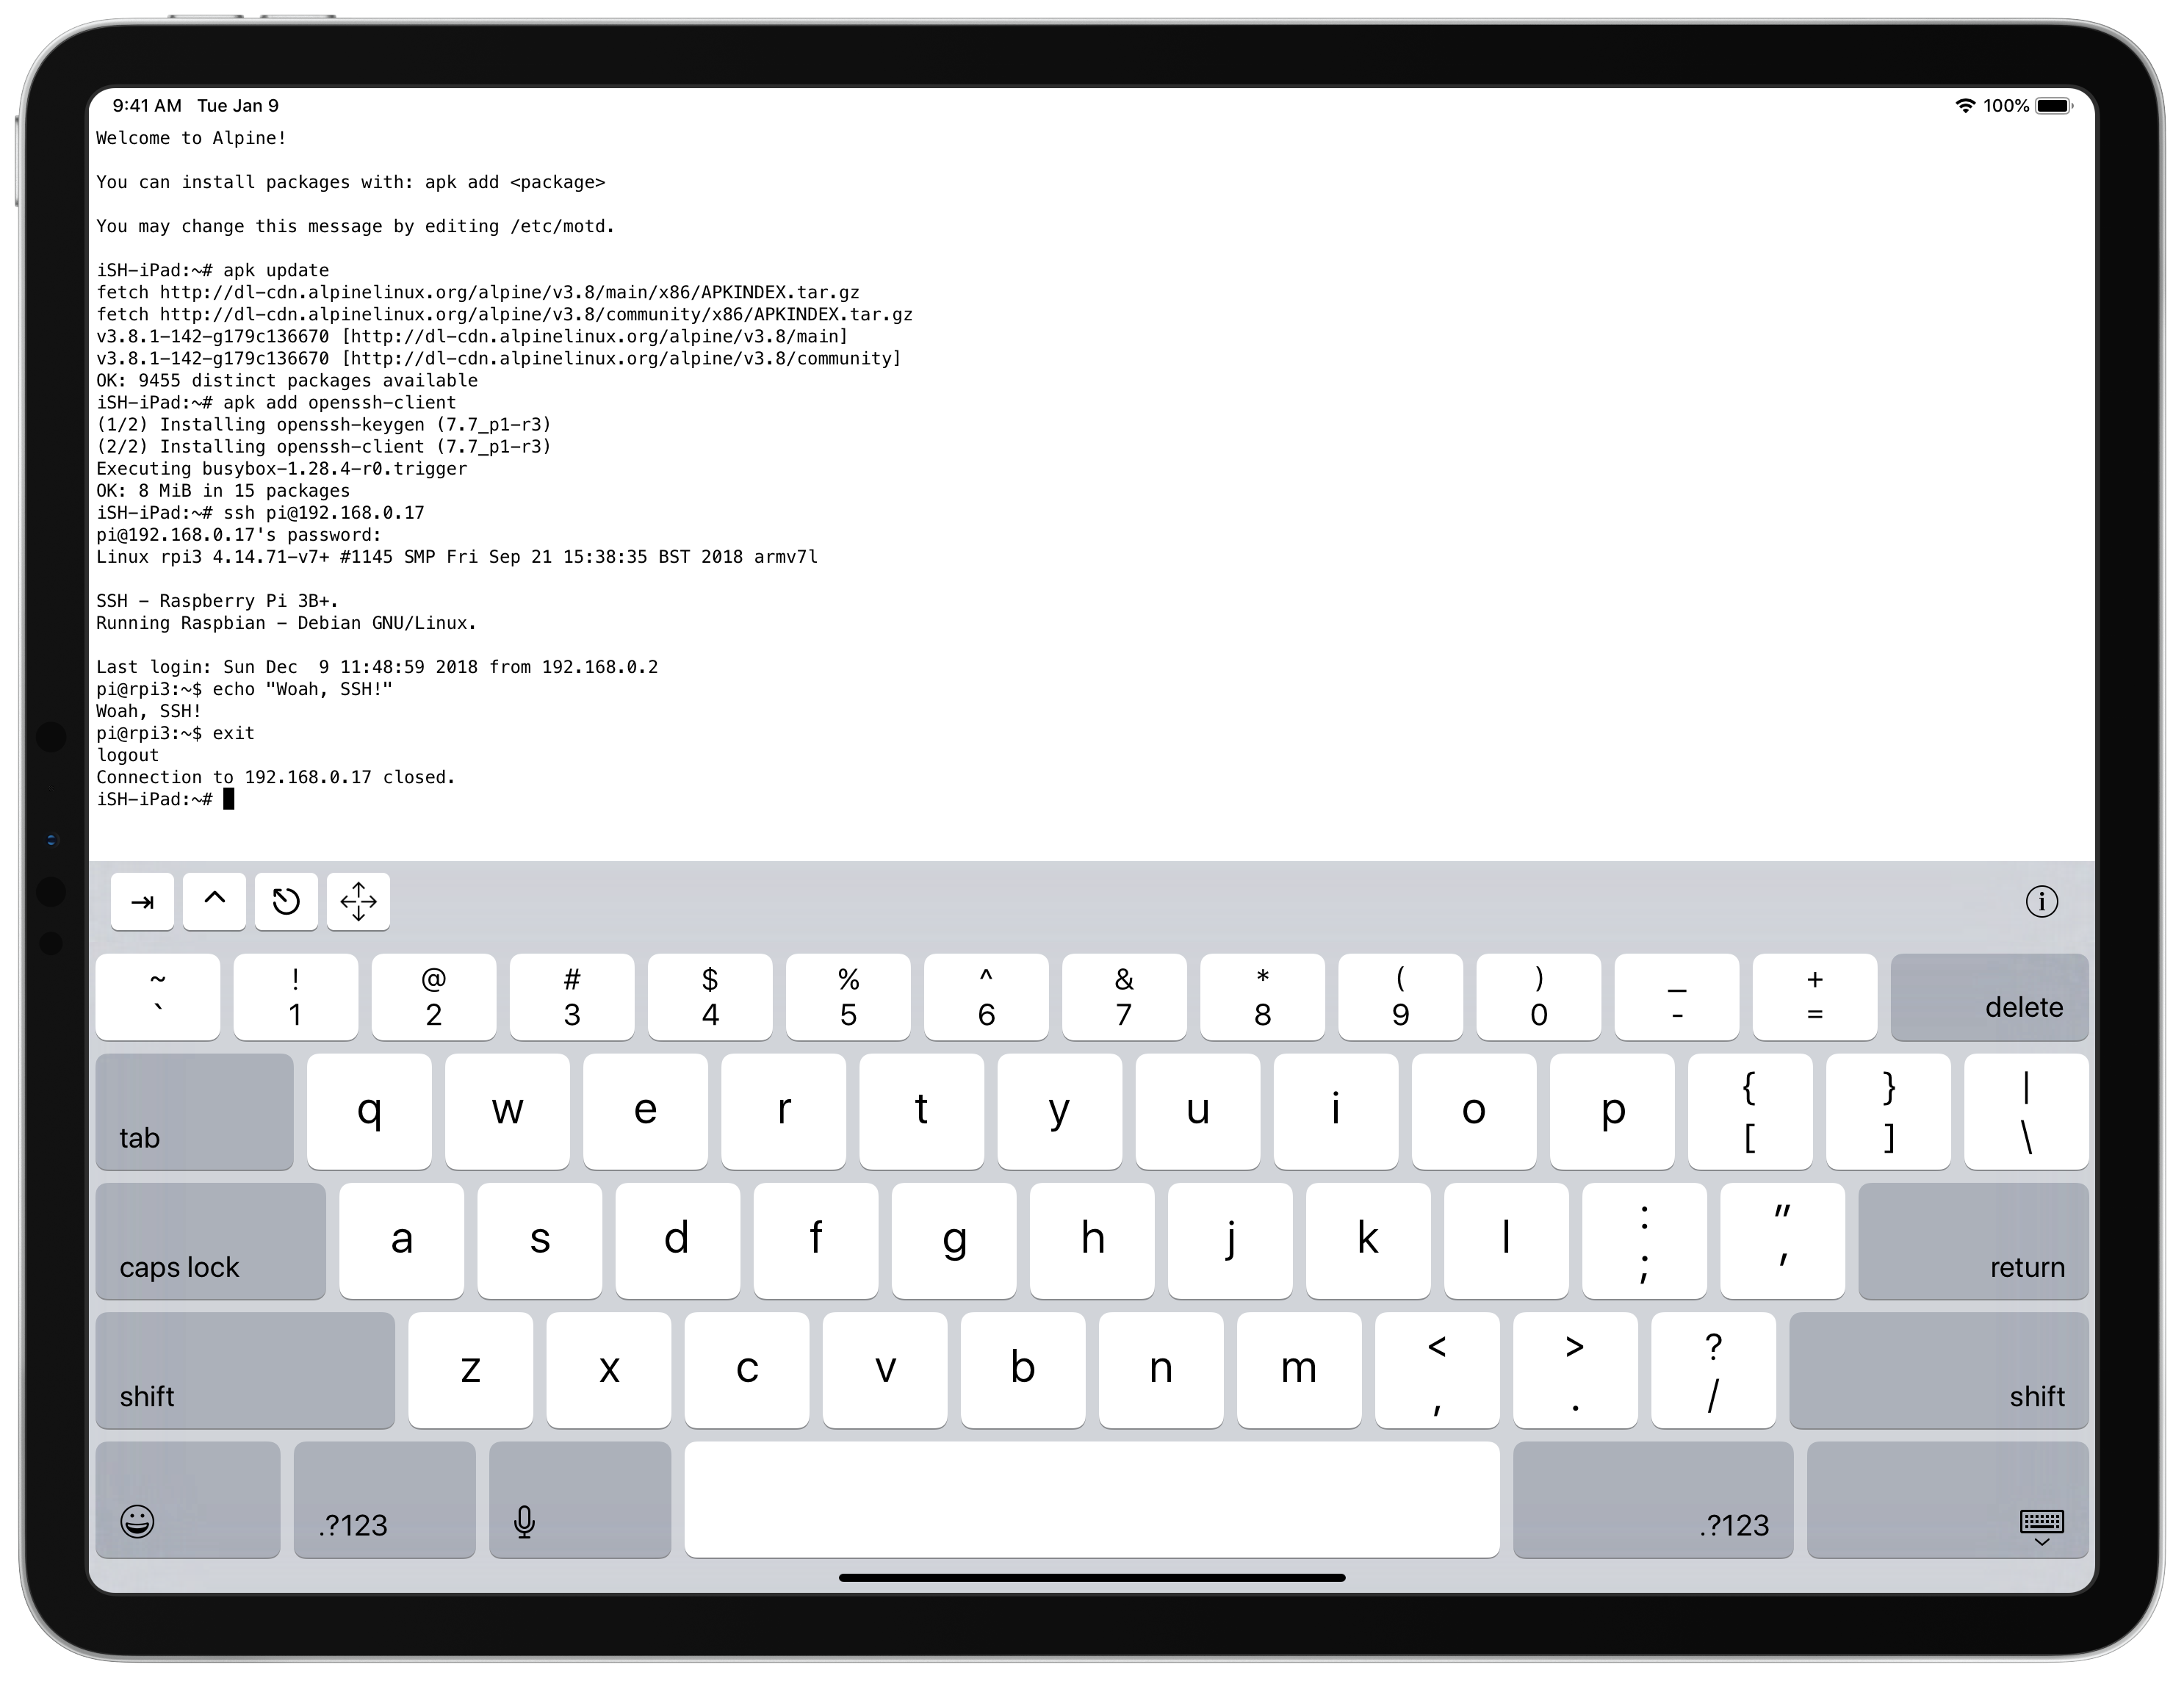 9:41 AM Tue Jan 9 100%
Welcome to Alpine!
You can install packages with: apk add <package>
You may change this message by editing /etc/motd.
iSH-iPad:~# apk update
fetch http://dl-cdn.alpinelinux.org/alpine/v3.8/main/x86/APKINDEX.tar.gz
fetch http://dl-cdn.alpinelinux.org/alpine/v3.8/community/x86/APKINDEX.tar.gz
v3.8.1-142-g179c136670 [http://dl-cdn.alpinelinux.org/alpine/v3.8/main]
v3.8.1-142-g179c136670 [http://dl-cdn.alpinelinux.org/alpine/v3.8/community]
OK: 9455 distinct packages available
iSH-iPad:~# apk add openssh-client
(1/2) Installing openssh-keygen (7.7_p1-r3)
(2/2) Installing openssh-client (7.7_p1-r3)
Executing busybox-1.28.4-r0.trigger
OK: 8 MiB in 15 packages
iSH-iPad:~# ssh pi@192.168.0.17
pi@192.168.0.17's password:
Linux rpi3 4.14.71-v7+ #1145 SMP Fri Sep 21 15:38:35 BST 2018 armv7l
SSH - Raspberry Pi 3B+.
Running Raspbian - Debian GNU/Linux.
Last login: Sun Dec  9 11:48:59 2018 from 192.168.0.2
pi@rpi3:~$ echo "Woah, SSH!"
Woah, SSH!
pi@rpi3:~$ exit
logout
Connection to 192.168.0.17 closed.
iSH-iPad:~#
~ ! @ # $ % ^ & * ( ) _ +
` 1 2 3 4 5 6 7 8 9 0 - = delete
{ } |
tab q w e r t y u i o p [ ] \
: "
caps lock a s d f g h j k l ; ' return
< > ?
shift z x c v b n m , . / shift
.?123 .?123